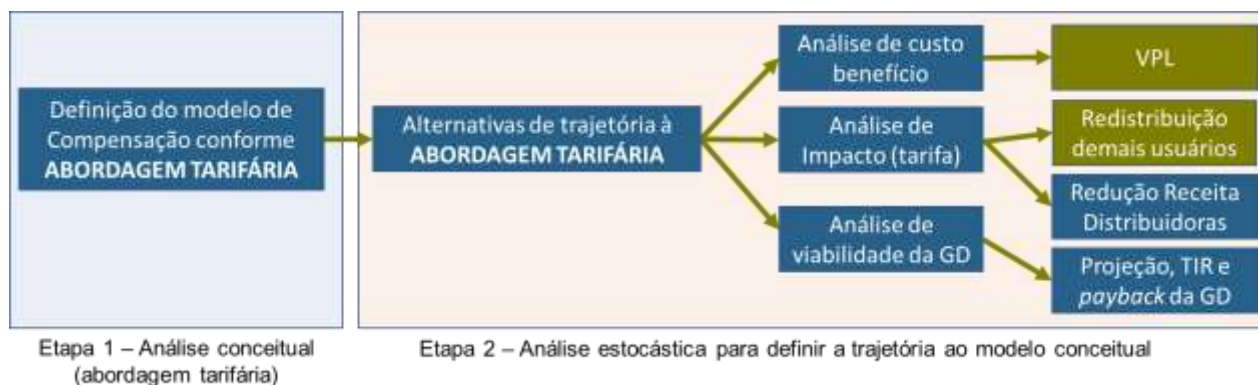 Definição do modelo de
Compensação conforme
ABORDAGEM TARIFÁRIA
Alternativas de trajetória à
ABORDAGEM TARIFÁRIA
Análise de custo
benefício
VPL
Análise de
Impacto (tarifa)
Redistribuição
demais usuários
Redução Receita
Distribuidoras
Análise de
viabilidade da GD
Projeção, TIR e
payback da GD
Etapa 1 – Análise conceitual
(abordagem tarifária)
Etapa 2 – Análise estocástica para definir a trajetória ao modelo conceitual